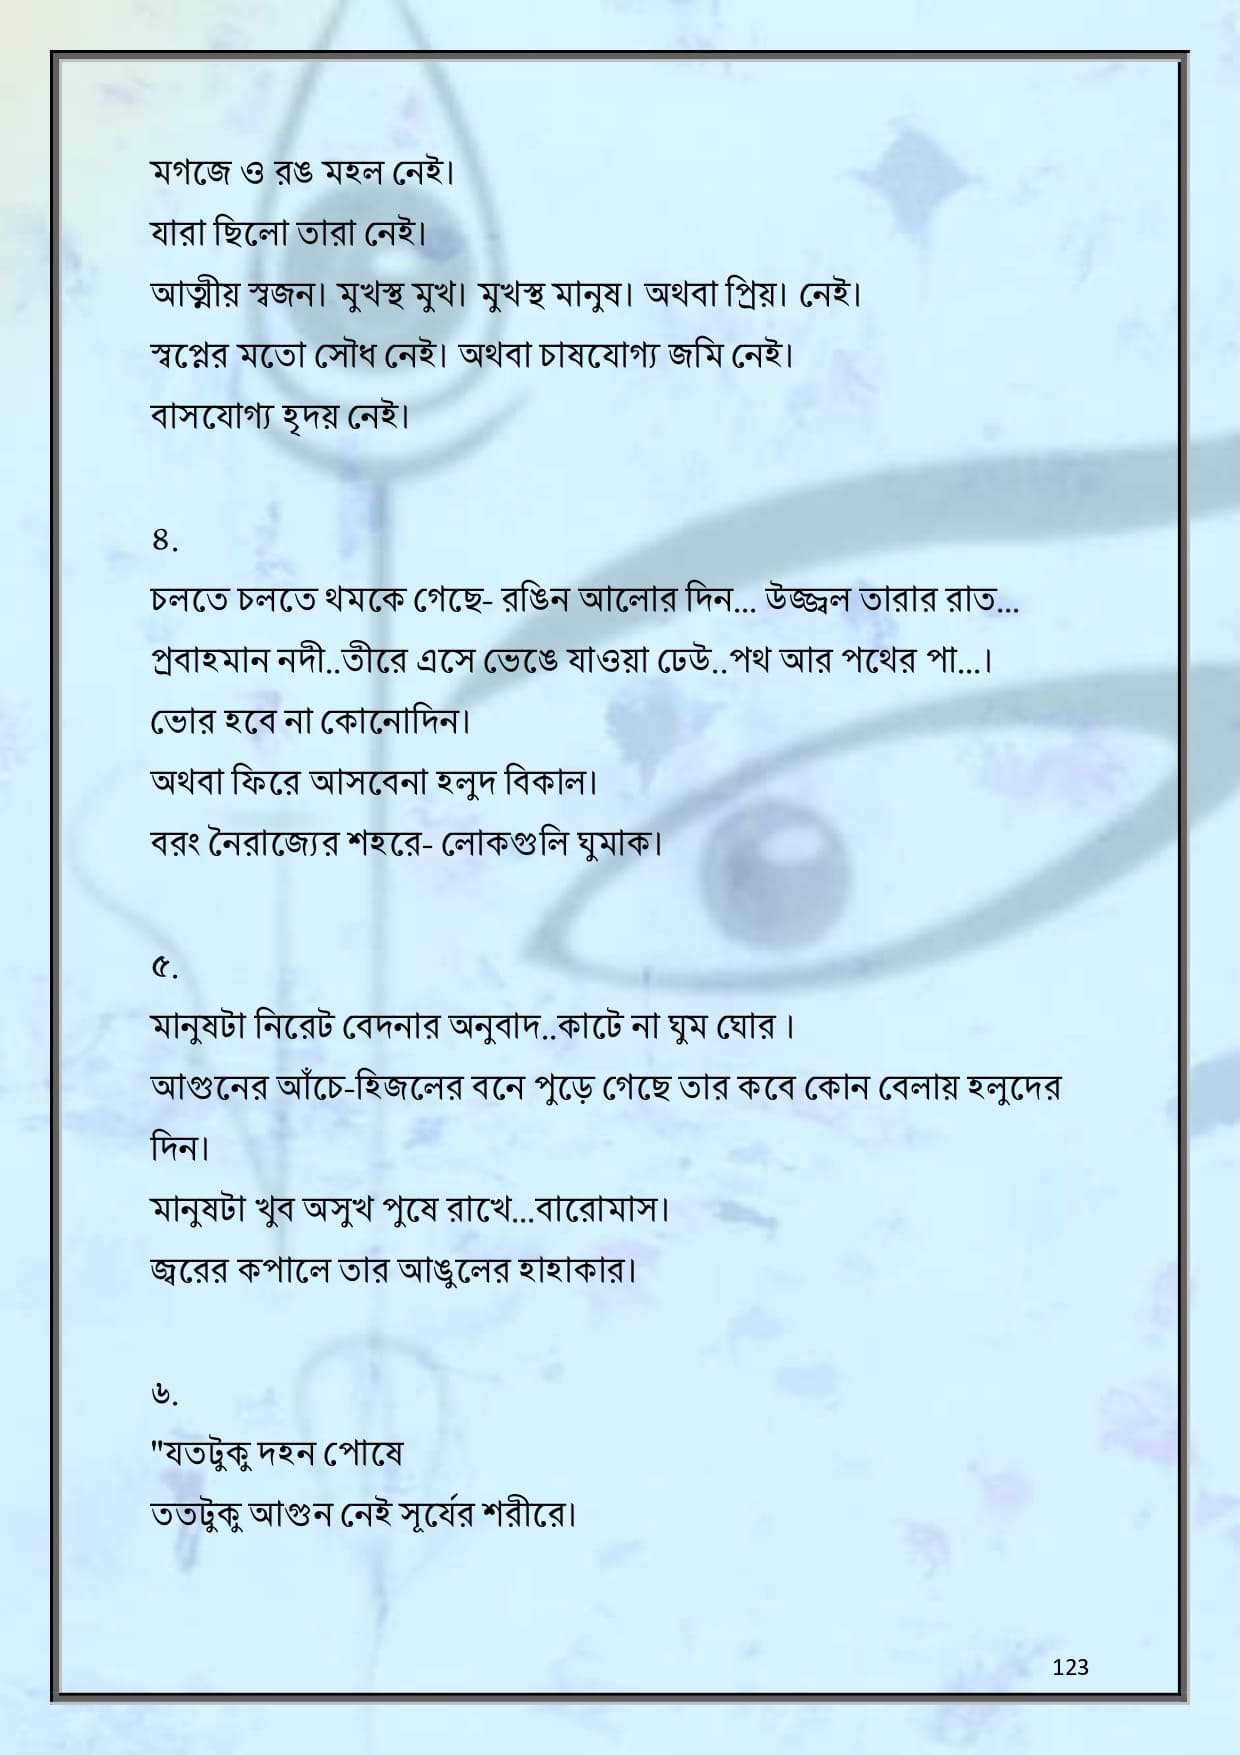 মগজে ও রঙ মহল নেই।
যারা ছিলো তারা নেই।
আত্মীয় স্বজন। মুখস্থ মুখ। মুখস্থ মানুষ। অথবা প্রিয়। নেই।
স্বপ্নের মতো সৌধ নেই। অথবা চাষযোগ্য জমি নেই।
বাসযোগ্য হৃদয় নেই।
৪.
চলতে চলতে থমকে গেছে- রঙিন আলোর দিন... উজ্জ্বল তারার রাত...
প্রবাহমান নদী..তীরে এসে ভেঙে যাওয়া ঢেউ..পথ আর পথের পা...।
ভোর হবে না কোনোদিন।
অথবা ফিরে আসবেনা হলুদ বিকাল।
বরং নৈরাজ্যের শহরে- লোকগুলি ঘুমাক।
৫.
মানুষটা নিরেট বেদনার অনুবাদ..কাটে না ঘুম ঘোর ।
আগুনের আঁচে-হিজলের বনে পুড়ে গেছে তার কবে কোন বেলায় হলুদের
দিন।
মানুষটা খুব অসুখ পুষে রাখে...বারোমাস।
জ্বরের কপালে তার আঙুলের হাহাকার।
৬.
"যতটুকু দহন পোষে
ততটুকু আগুন নেই সূর্যের শরীরে।
123